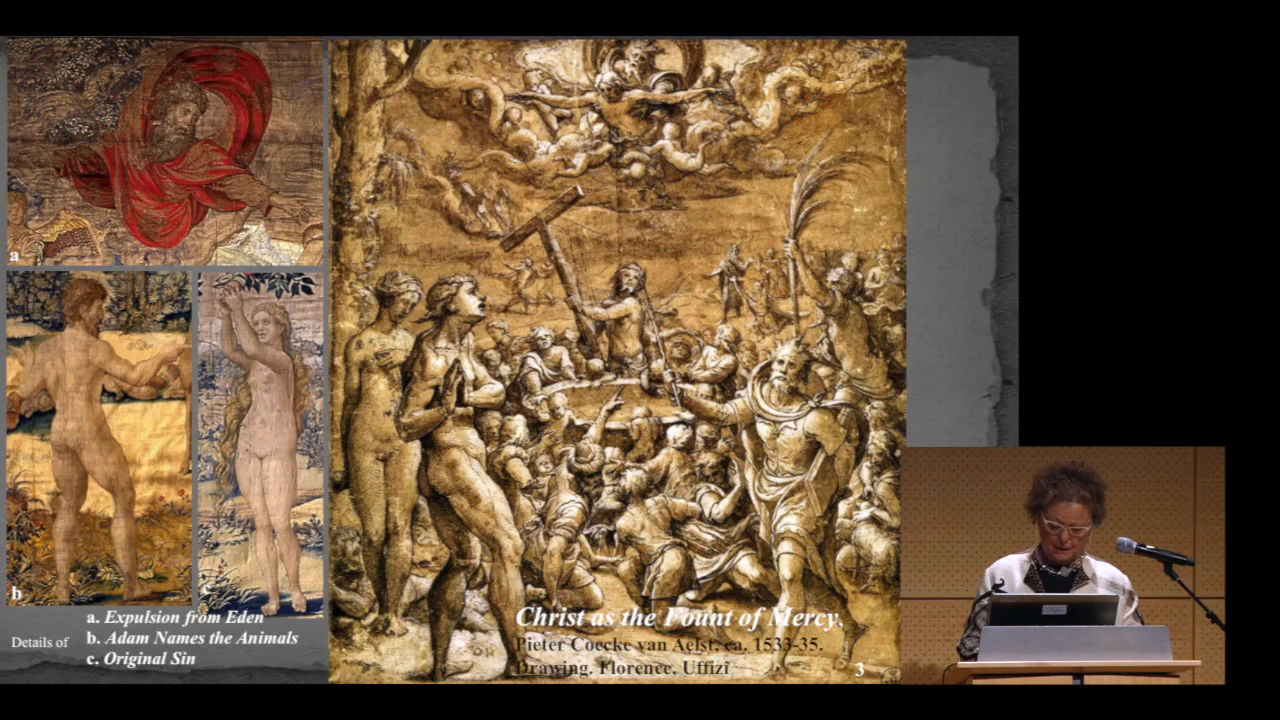 a
b
c
Details of
a. Expulsion from Eden
b. Adam Names the Animals
c. Original Sin
Christ as the Fount of Mercy,
Pieter Coecke van Aelst, ca. 1533-35.
Drawing. Florence, Uffizi
3